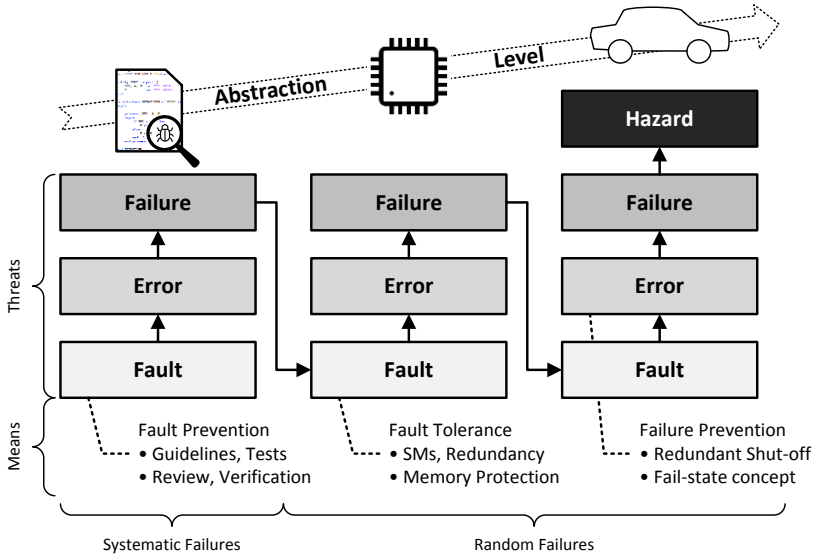 Abstraction
Level
Hazard
Failure
Failure
Failure
Error
Error
Error
Fault
Fault
Fault
Threats
Means
Fault Prevention
• Guidelines, Tests
• Review, Verification
Fault Tolerance
• SMs, Redundancy
• Memory Protection
Failure Prevention
• Redundant Shut-off
• Fail-state concept
Systematic Failures
Random Failures